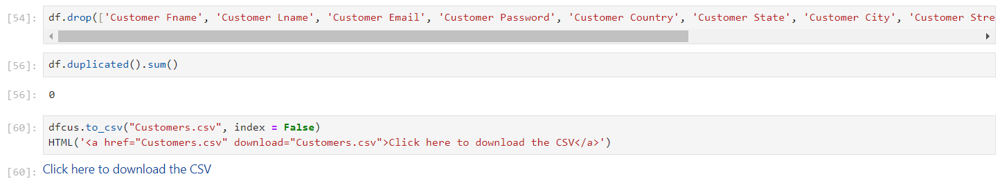 [54]: df.drop(['Customer Fname', 'Customer Lname', 'Customer Email', 'Customer Password', 'Customer Country', 'Customer State', 'Customer City', 'Customer Stre
[56]: df.duplicated().sum()
[56]: 0
[60]: dfcus.to_csv("Customers.csv", index = False)
HTML('<a href="Customers.csv" download="Customers.csv">Click here to download the CSV</a>')
[60]: Click here to download the CSV